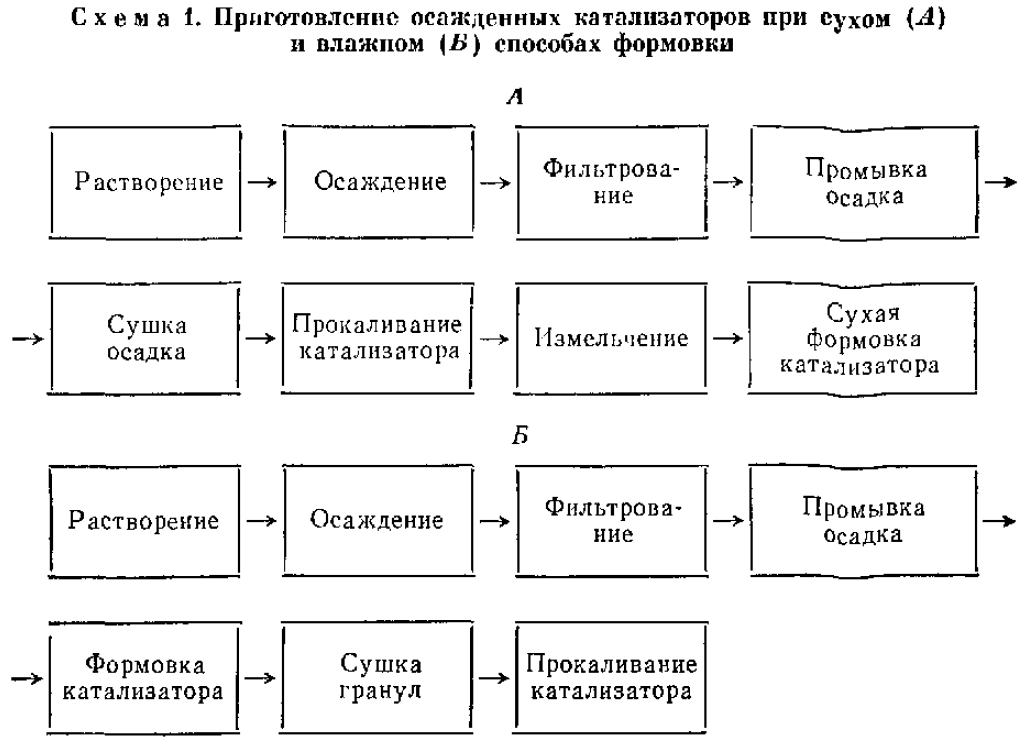 Схема 1. Приготовление осажденных катализаторов при сухом (А)
и влажном (Б) способах формовки
А
Растворение
Осаждение
Фильтрова-
ние
Промывка
осадка
Сушка
осадка
Прокаливание
катализатора
Измельчение
Сухая
формовка
катализатора
Б
Растворение
Осаждение
Фильтрова-
ние
Промывка
осадка
Формовка
катализатора
Сушка
гранул
Прокаливание
катализатора